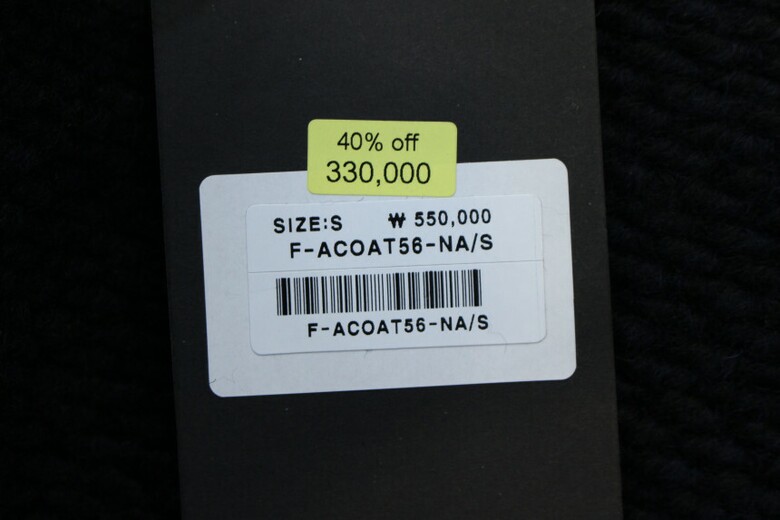 40% off
330,000
SIZE:S ₩ 550,000
F-ACOAT56-NA/S
F-ACOAT56-NA/S